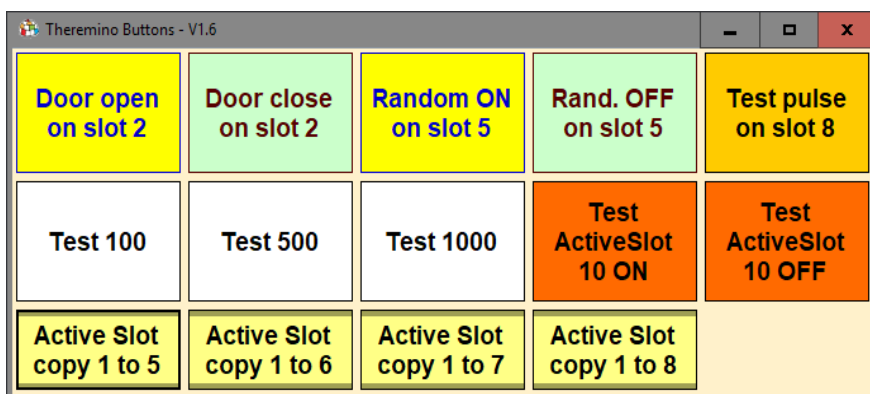 Theremino Buttons - V1.6
Door open
on slot 2
Door close
on slot 2
Random ON
on slot 5
Rand. OFF
on slot 5
Test pulse
on slot 8
Test 100
Test 500
Test 1000
Test
ActiveSlot
10 ON
Test
ActiveSlot
10 OFF
Active Slot
copy 1 to 5
Active Slot
copy 1 to 6
Active Slot
copy 1 to 7
Active Slot
copy 1 to 8